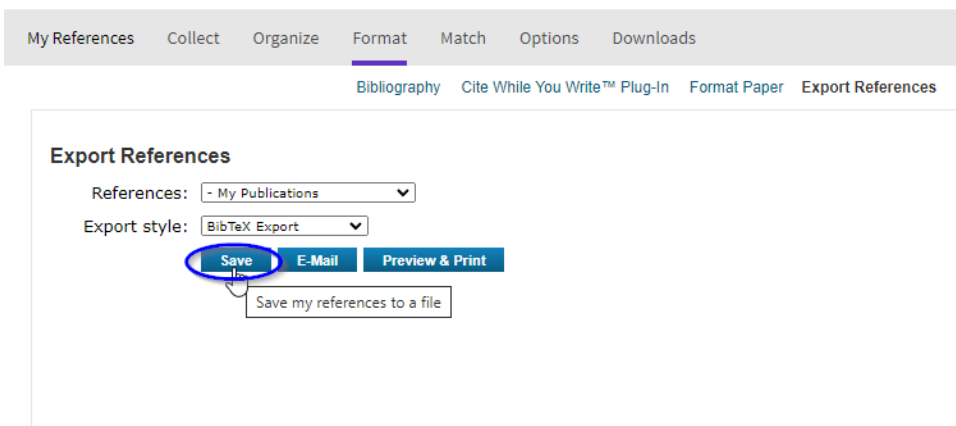 My References Collect Organize Format Match Options Downloads
Bibliography Cite While You Write™ Plug-In Format Paper Export References
Export References
References: - My Publications
Export style: BibTeX Export
Save E-Mail Preview & Print
Save my references to a file